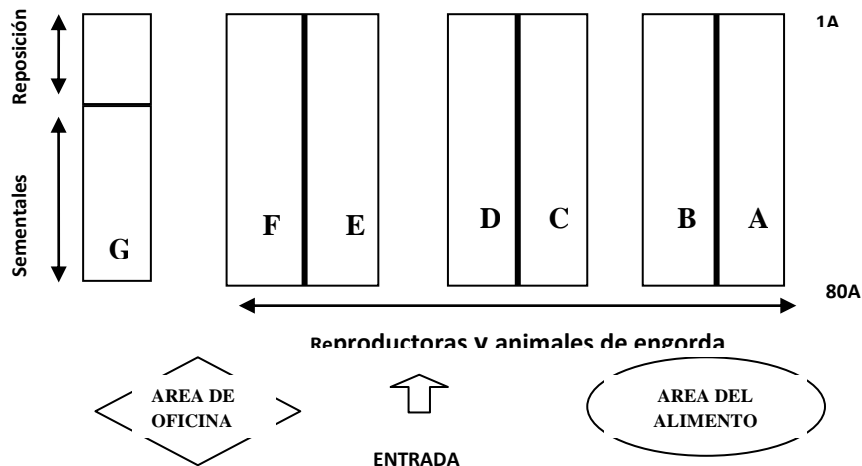 Reposición
1A
Sementales
G
F
E
D
C
B
A
80A
Reproductoras y animales de engorda
AREA DE
OFICINA
AREA DEL
ALIMENTO
ENTRADA